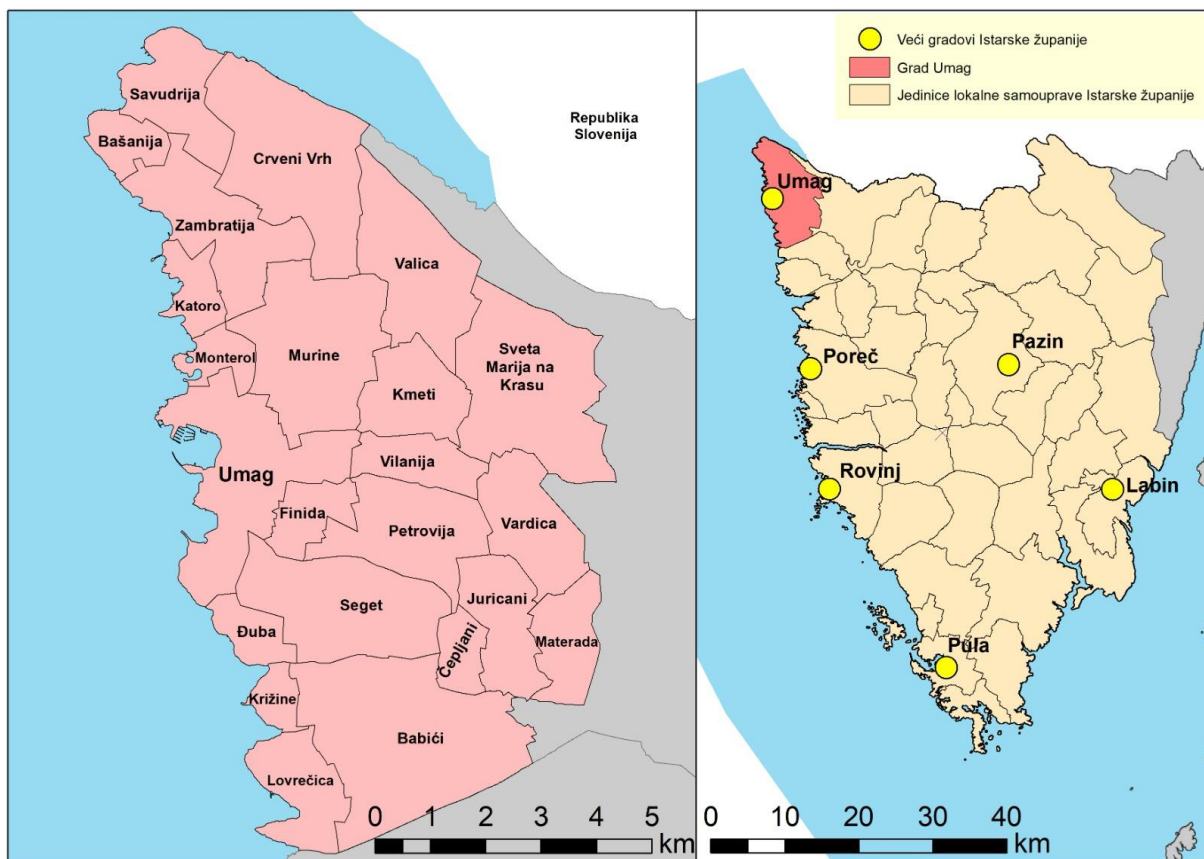 Savudrija
Bašanija
Crveni Vrh
Republika
Slovenija
Zambratija
Valica
Katoro
Monterol
Murine
Sveta
Marija na
Krasu
Kmeti
Umag
Vilanija
Finida
Petrovija
Vardica
Seget
Juricani
Đuba
Čepljani
Materada
Križine
Babići
Lovrečica
0 1 2 3 4 5
km
Veći gradovi Istarske županije
Grad Umag
Jedinice lokalne samouprave Istarske županije
Umag
Poreč
Pazin
Rovinj
Labin
Pula
0 10 20 30 40
km